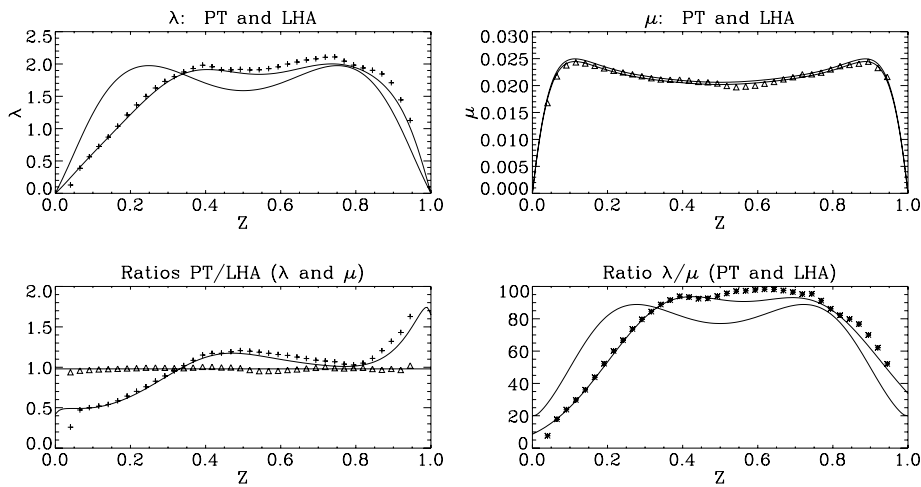 λ: PT and LHA
2.5
2.0
1.5
1.0
0.5
0.0
λ
0.0 0.2 0.4 0.6 0.8 1.0
Z
μ: PT and LHA
0.030
0.025
0.020
0.015
0.010
0.005
0.000
μ
0.0 0.2 0.4 0.6 0.8 1.0
Z
Ratios PT/LHA (λ and μ)
2.0
1.5
1.0
0.5
0.0
0.0 0.2 0.4 0.6 0.8 1.0
Z
Ratio λ/μ (PT and LHA)
100
80
60
40
20
0
0.0 0.2 0.4 0.6 0.8 1.0
Z